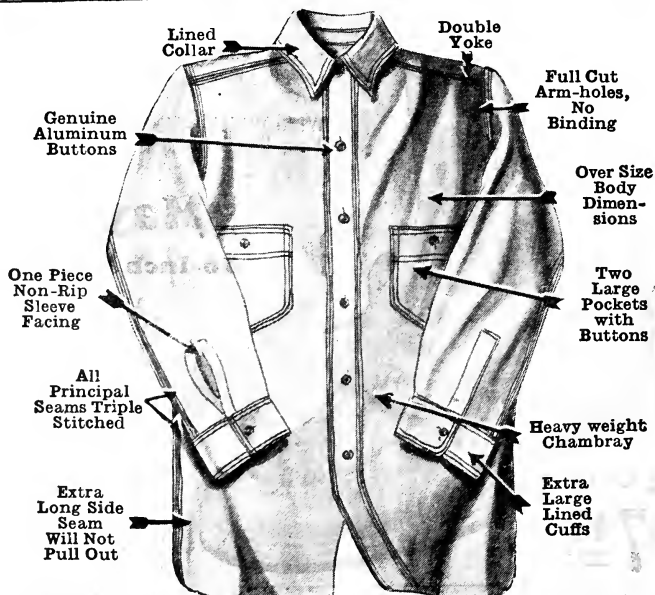 Lined
Collar
Double
Yoke
Full Cut
Arm-holes,
No
Binding
Genuine
Aluminum
Buttons
Over Size
Body
Dimen-
sions
One Piece
Non-Rip
Sleeve
Facing
Two
Large
Pockets
with
Buttons
All
Principal
Seams Triple
Stitched
Heavy weight
Chambray
Extra
Long Side
Seam
Will Not
Pull Out
Extra
Large
Lined
Cuffs